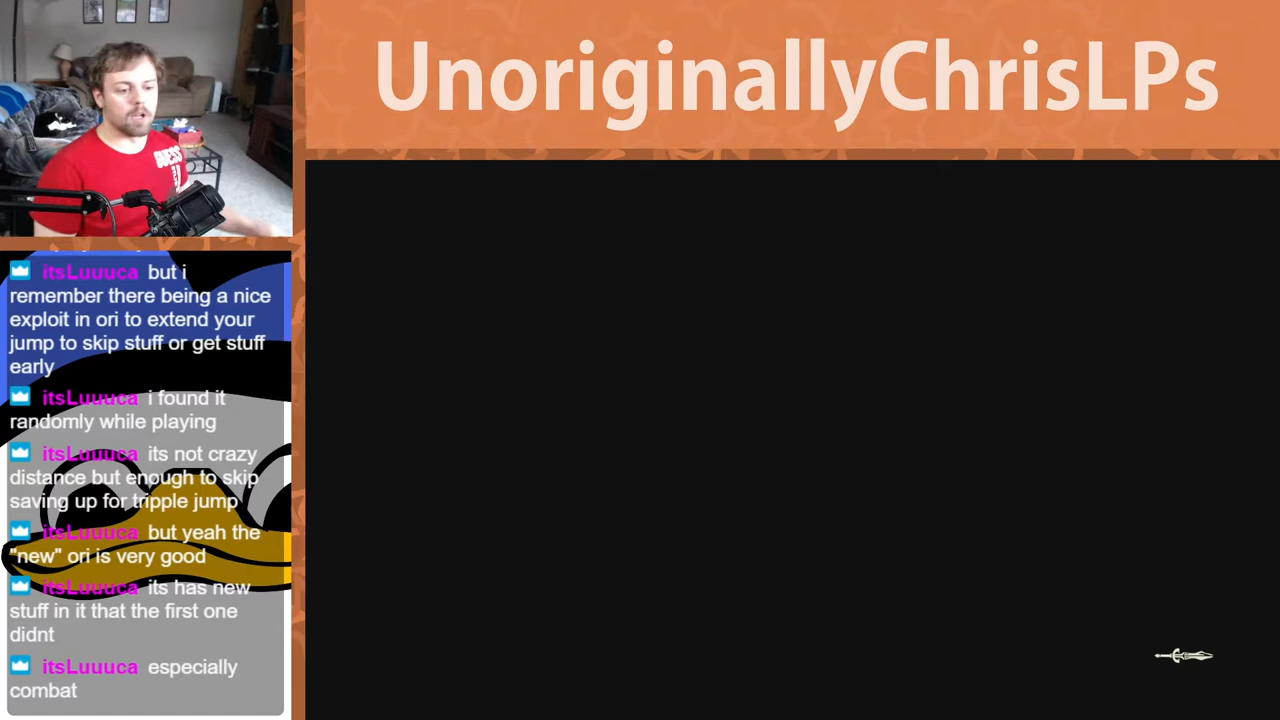 UnoriginallyChrisLPs
itsLuuuca but i
remember there being a nice
exploit in ori to extend your
jump to skip stuff or get stuff
early
itsLuuuca i found it
randomly while playing
itsLuuuca its not crazy
distance but enough to skip
saving up for tripple jump
itsLuuuca but yeah the
"new" ori is very good
itsLuuuca its has new
stuff in it that the first one
didnt
itsLuuuca especially
combat